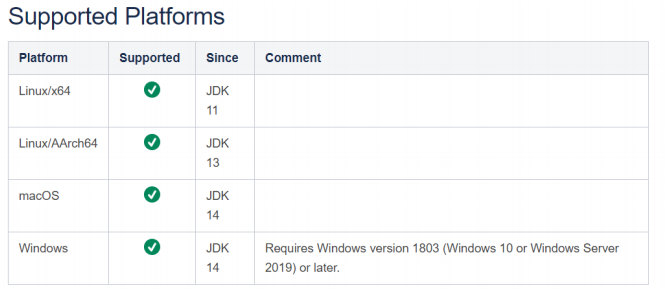 Supported Platforms
Platform Supported Since Comment
Linux/x64 JDK
11
Linux/AArch64 JDK
13
macOS JDK
14
Windows JDK Requires Windows version 1803 (Windows 10 or Windows Server
14 2019) or later.